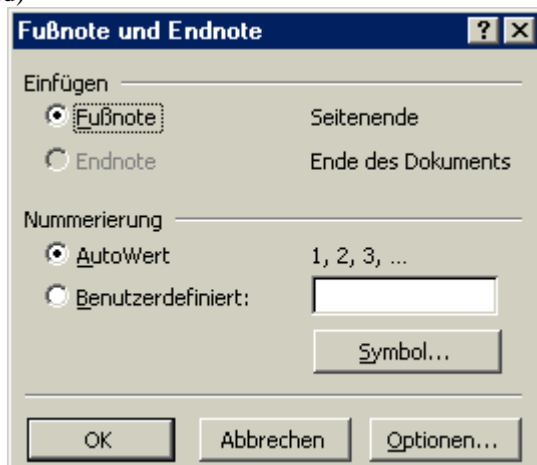 d)
Fußnote und Endnote ? ×
Einfügen
Fußnote Seitenende
Endnote Ende des Dokuments
Nummerierung
AutoWert 1, 2, 3, ...
Benutzerdefiniert:
Symbol...
OK Abbrechen Optionen...